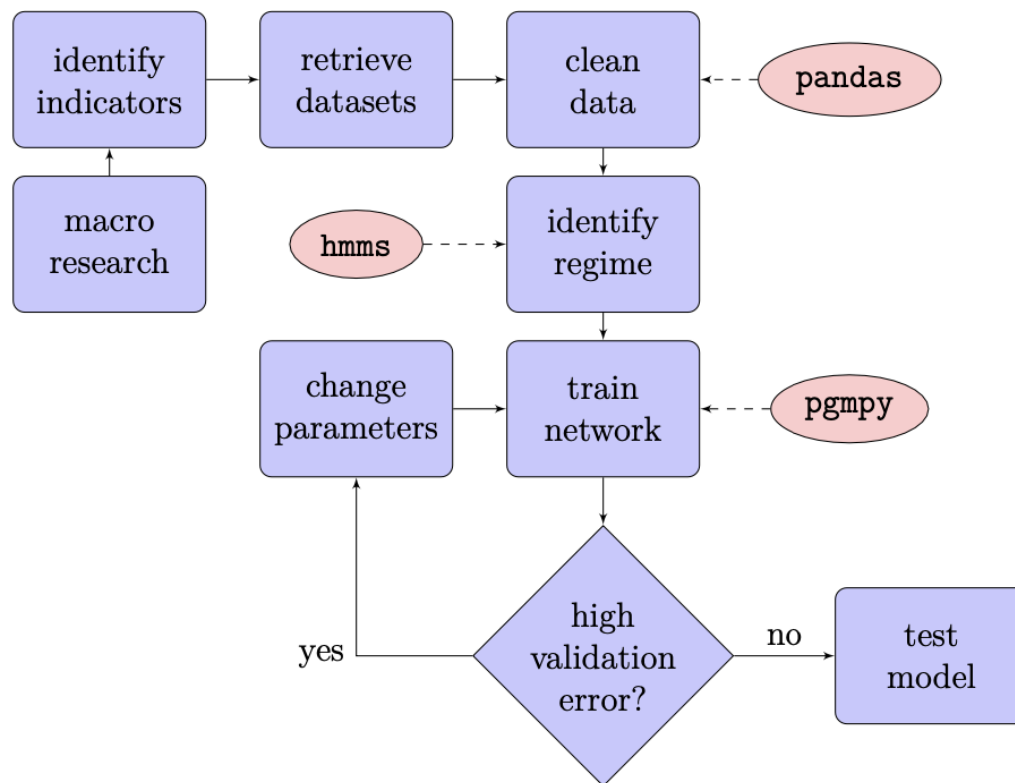 identify
indicators
retrieve
datasets
clean
data
pandas
macro
research
hmms
identify
regime
change
parameters
train
network
pgmpy
high
validation
error?
yes
no
test
model